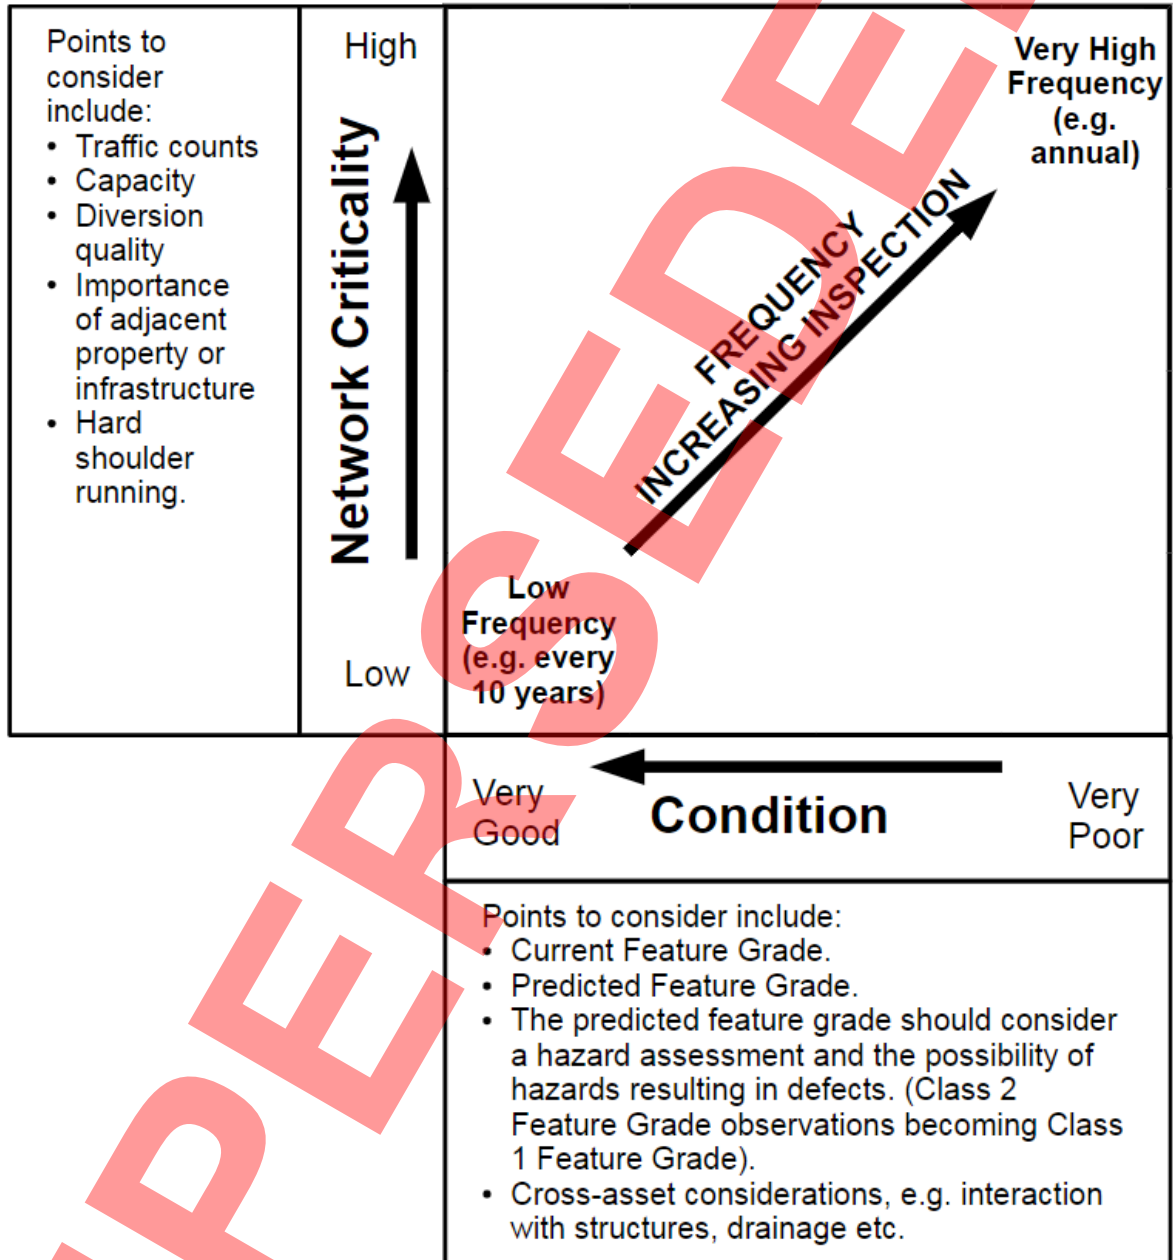 Points to
consider
include:
• Traffic counts
• Capacity
• Diversion
quality
• Importance
of adjacent
property or
infrastructure
• Hard
shoulder
running.
High
Network Criticality
Low
Very High
Frequency
(e.g.
annual)
FREQUENCY
INCREASING INSPECTION
Low
Frequency
(e.g. every
10 years)
Very
Good
Condition
Very
Poor
Points to consider include:
• Current Feature Grade.
• Predicted Feature Grade.
• The predicted feature grade should consider
a hazard assessment and the possibility of
hazards resulting in defects. (Class 2
Feature Grade observations becoming Class
1 Feature Grade).
• Cross-asset considerations, e.g. interaction
with structures, drainage etc.
PERSEDE